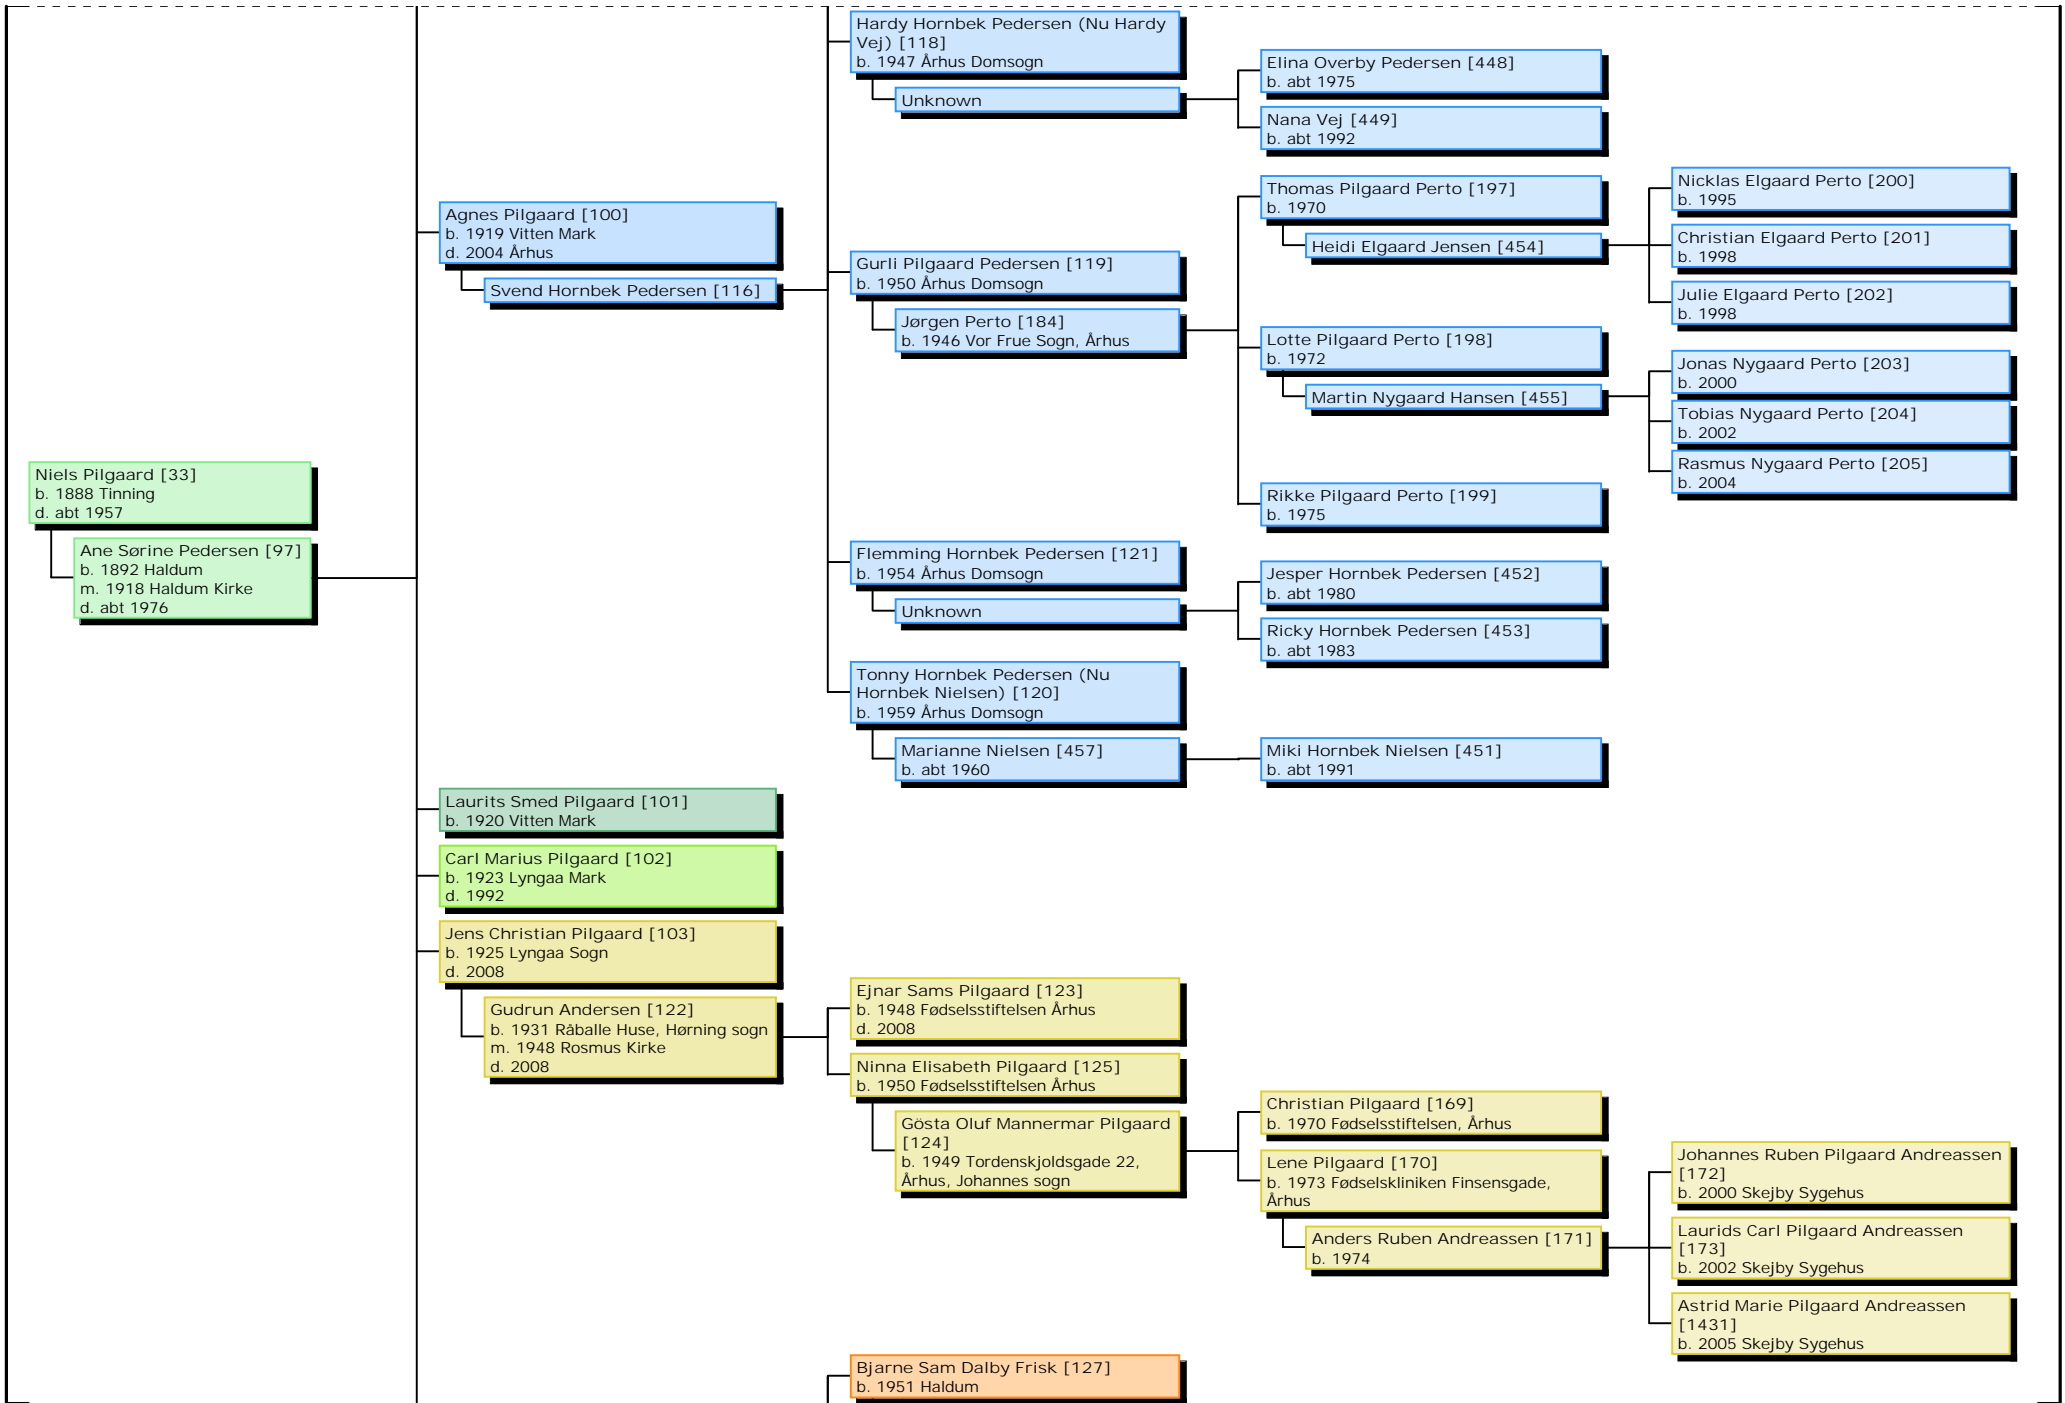 Hardy Hornbek Pedersen (Nu Hardy
Vej) [118]
b. 1947 Århus Domsogn
Unknown
Elina Overby Pedersen [448]
b. abt 1975
Nana Vej [449]
b. abt 1992
Thomas Pilgaard Perto [197]
b. 1970
Heidi Elgaard Jensen [454]
Nicklas Elgaard Perto [200]
b. 1995
Christian Elgaard Perto [201]
b. 1998
Julie Elgaard Perto [202]
b. 1998
Agnes Pilgaard [100]
b. 1919 Vitten Mark
d. 2004 Århus
Svend Hornbek Pedersen [116]
Gurli Pilgaard Pedersen [119]
b. 1950 Århus Domsogn
Jørgen Perto [184]
b. 1946 Vor Frue Sogn, Århus
Lotte Pilgaard Perto [198]
b. 1972
Martin Nygaard Hansen [455]
Jonas Nygaard Perto [203]
b. 2000
Tobias Nygaard Perto [204]
b. 2002
Rasmus Nygaard Perto [205]
b. 2004
Rikke Pilgaard Perto [199]
b. 1975
Niels Pilgaard [33]
b. 1888 Tinning
d. abt 1957
Ane Sørine Pedersen [97]
b. 1892 Haldum
m. 1918 Haldum Kirke
d. abt 1976
Flemming Hornbek Pedersen [121]
b. 1954 Århus Domsogn
Unknown
Jesper Hornbek Pedersen [452]
b. abt 1980
Ricky Hornbek Pedersen [453]
b. abt 1983
Tonny Hornbek Pedersen (Nu
Hornbek Nielsen) [120]
b. 1959 Århus Domsogn
Marianne Nielsen [457]
b. abt 1960
Miki Hornbek Nielsen [451]
b. abt 1991
Laurits Smed Pilgaard [101]
b. 1920 Vitten Mark
Carl Marius Pilgaard [102]
b. 1923 Lyngaa Mark
d. 1992
Jens Christian Pilgaard [103]
b. 1925 Lyngaa Sogn
d. 2008
Gudrun Andersen [122]
b. 1931 Råballe Huse, Hørning sogn
m. 1948 Rosmus Kirke
d. 2008
Ejnar Sams Pilgaard [123]
b. 1948 Fødselsstiftelsen Århus
d. 2008
Ninna Elisabeth Pilgaard [125]
b. 1950 Fødselsstiftelsen Århus
Gösta Oluf Mannermar Pilgaard
[124]
b. 1949 Tordenskjoldsgade 22,
Århus, Johannes sogn
Christian Pilgaard [169]
b. 1970 Fødselsstiftelsen, Århus
Lene Pilgaard [170]
b. 1973 Fødselskliniken Finsensgade,
Århus
Anders Ruben Andreassen [171]
b. 1974
Johannes Ruben Pilgaard Andreassen
[172]
b. 2000 Skejby Sygehus
Laurids Carl Pilgaard Andreassen
[173]
b. 2002 Skejby Sygehus
Astrid Marie Pilgaard Andreassen
[1431]
b. 2005 Skejby Sygehus
Bjarne Sam Dalby Frisk [127]
b. 1951 Haldum